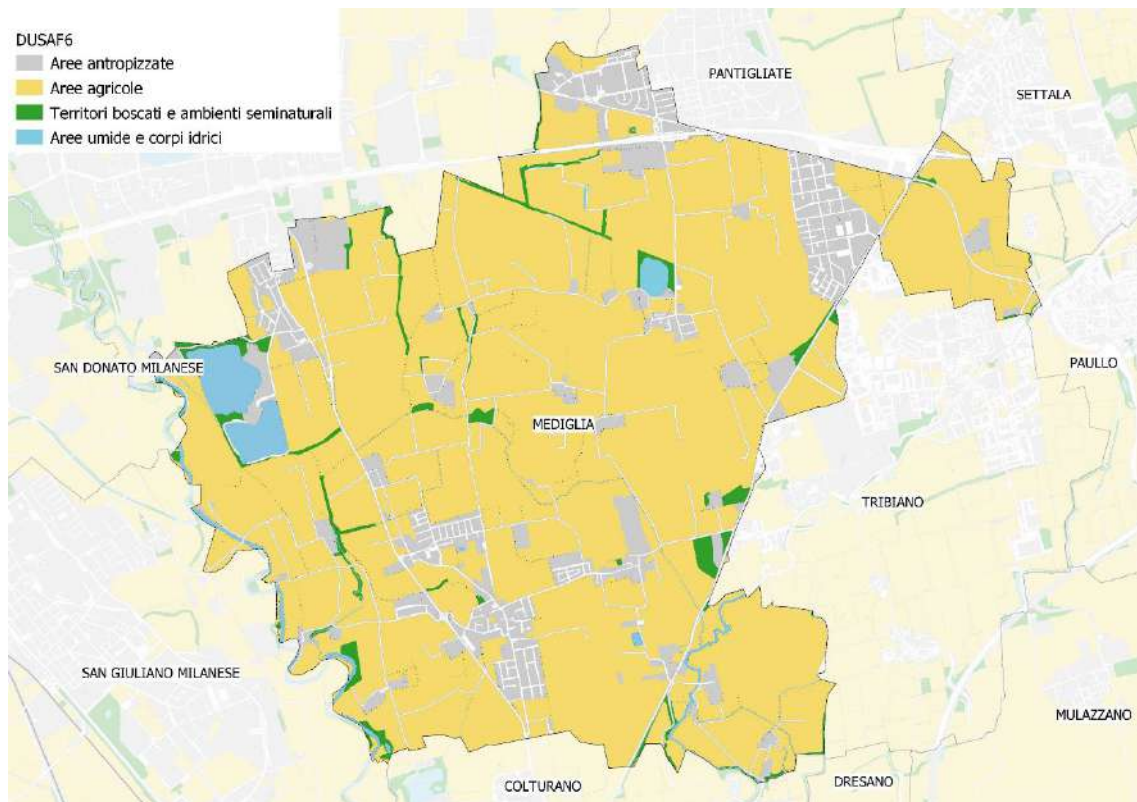 DUSAF6
Aree antropizzate
Aree agricole
Territori boscati e ambienti seminaturali
Aree umide e corpi idrici
PANTIGLIATE
SETTALA
SAN DONATO MILANESE
PAULLO
MEDIGLIA
TRIBIANO
SAN GIULIANO MILANESE
MULAZZANO
COLTURANO
DRESANO